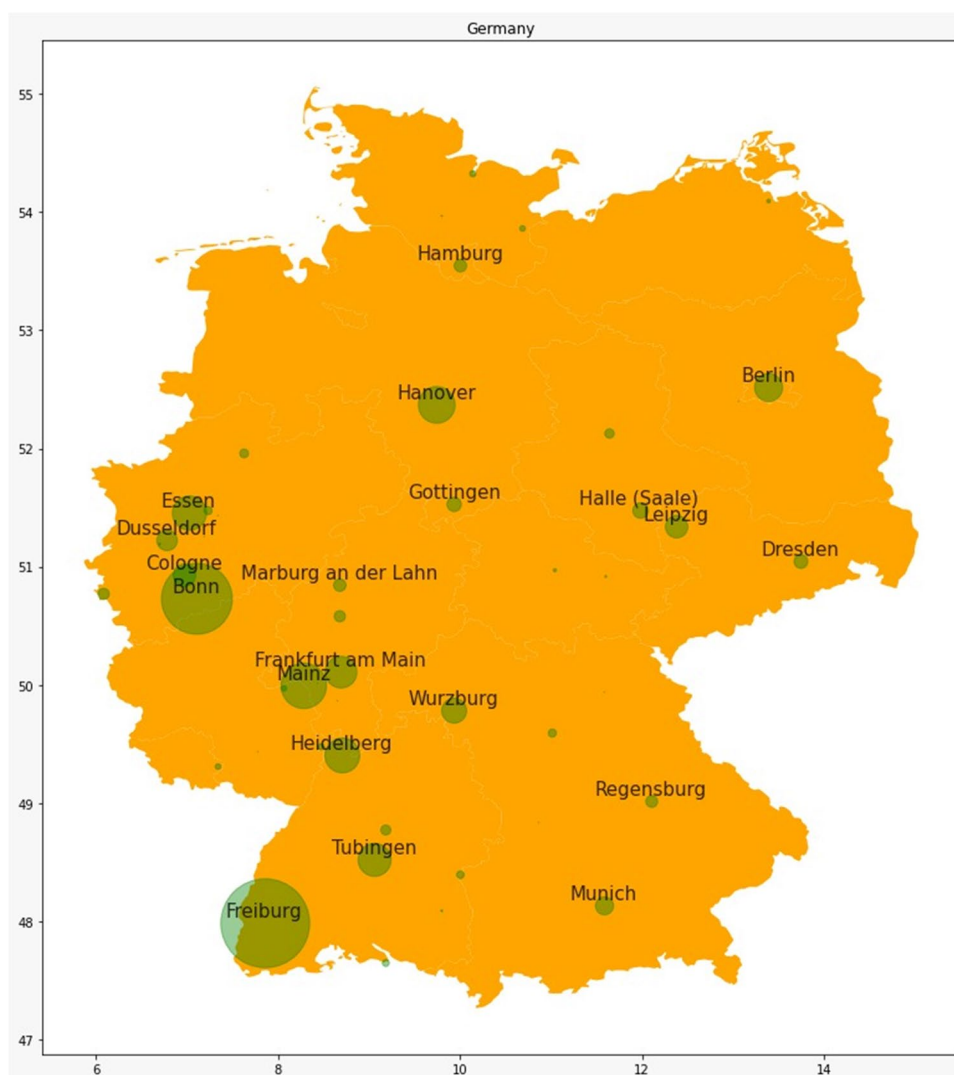 Germany
55
54
Hamburg
53
Berlin
Hanover
52
Gottingen
Essen
Halle (Saale)
Leipzig
Dusseldorf
Dresden
51
Cologne
Marburg an der Lahn
Bonn
Frankfurt am Main
Mainz
50
Wurzburg
Heidelberg
Regensburg
49
Tubingen
Munich
Freiburg
48
47
6 8 10 12 14